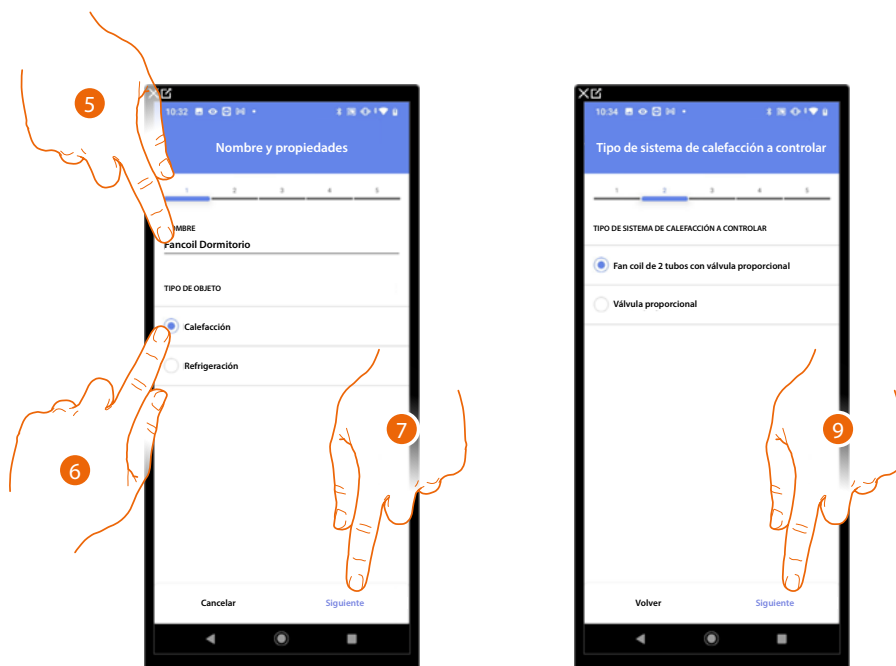 5
10:32
Nombre y propiedades
1 2 3 4 5
Fancoil Dormitorio
TIPO DE OBJETO
Calefacción
Refrigeración
6
7
Cancelar Siguiente
10:34
Tipo de sistema de calefacción a controlar
1 2 3 4 5
TIPO DE SISTEMA DE CALEFACCIÓN A CONTROLAR
Fan coil de 2 tubos con válvula proporcional
Válvula proporcional
9
Volver Siguiente